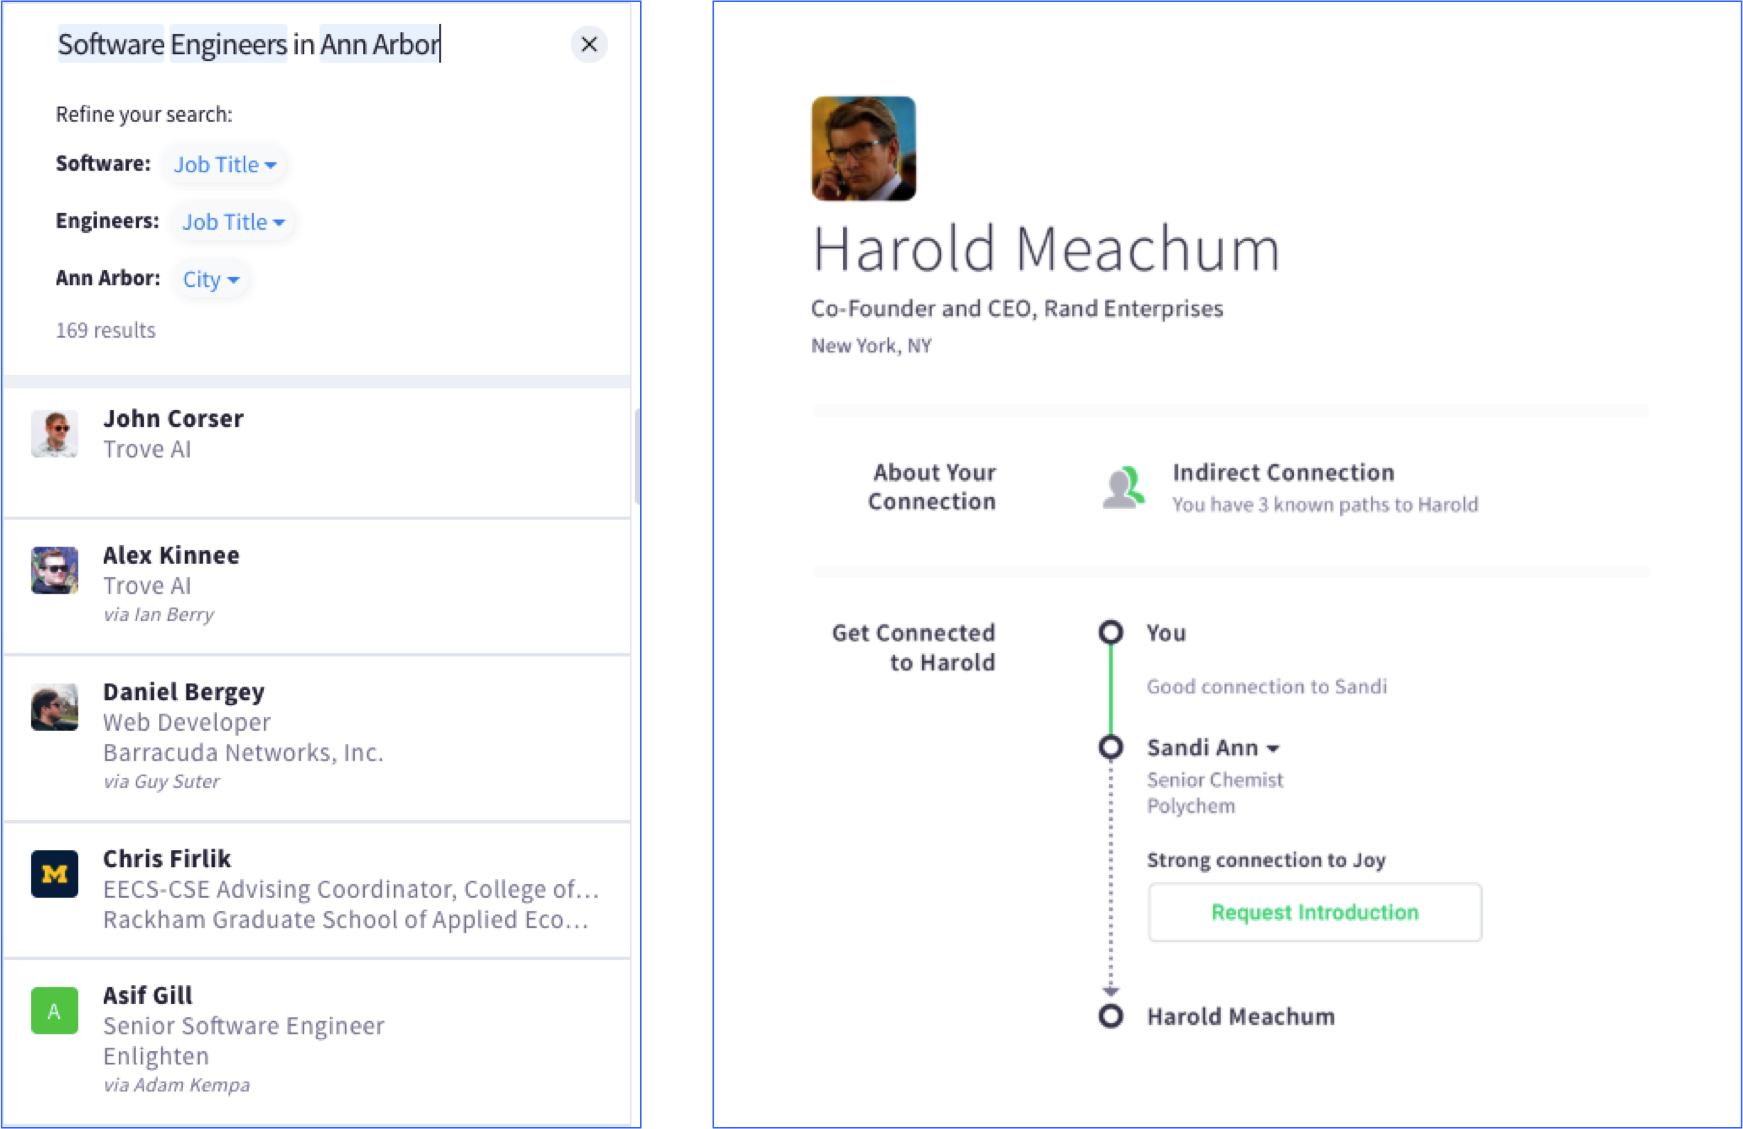 Software Engineers in Ann Arbor
Refine your search:
Software: Job Title
Engineers: Job Title
Ann Arbor: City
169 results
John Corser
Trove AI
Alex Kinnee
Trove AI
via Ian Berry
Daniel Bergey
Web Developer
Barracuda Networks, Inc.
via Guy Suter
M
Chris Firlik
EECS-CSE Advising Coordinator, College of...
Rackham Graduate School of Applied Eco...
A
Asif Gill
Senior Software Engineer
Enlighten
via Adam Kempa
Harold Meachum
Co-Founder and CEO, Rand Enterprises
New York, NY
About Your
Connection
Indirect Connection
You have 3 known paths to Harold
Get Connected
to Harold
You
Good connection to Sandi
Sandi Ann
Senior Chemist
Polychem
Strong connection to Joy
Request Introduction
Harold Meachum